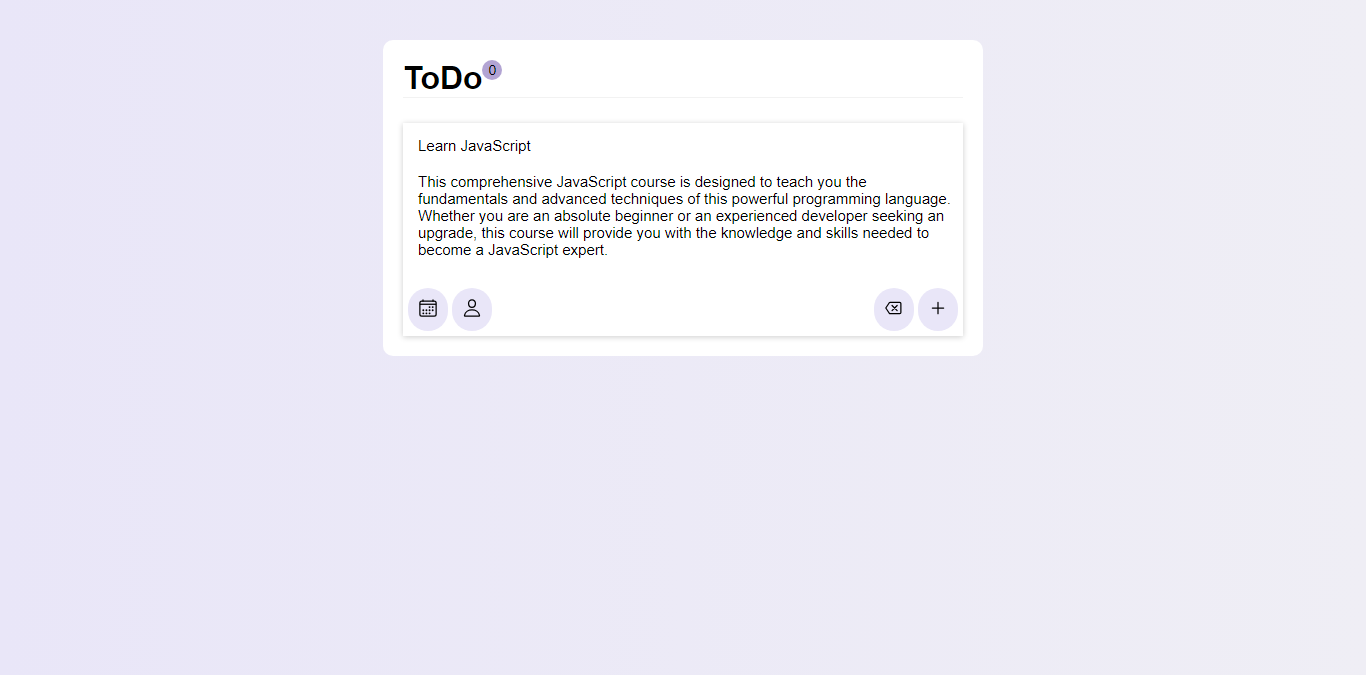 ToDo 0
Learn JavaScript
This comprehensive JavaScript course is designed to teach you the
fundamentals and advanced techniques of this powerful programming language.
Whether you are an absolute beginner or an experienced developer seeking an
upgrade, this course will provide you with the knowledge and skills needed to
become a JavaScript expert.